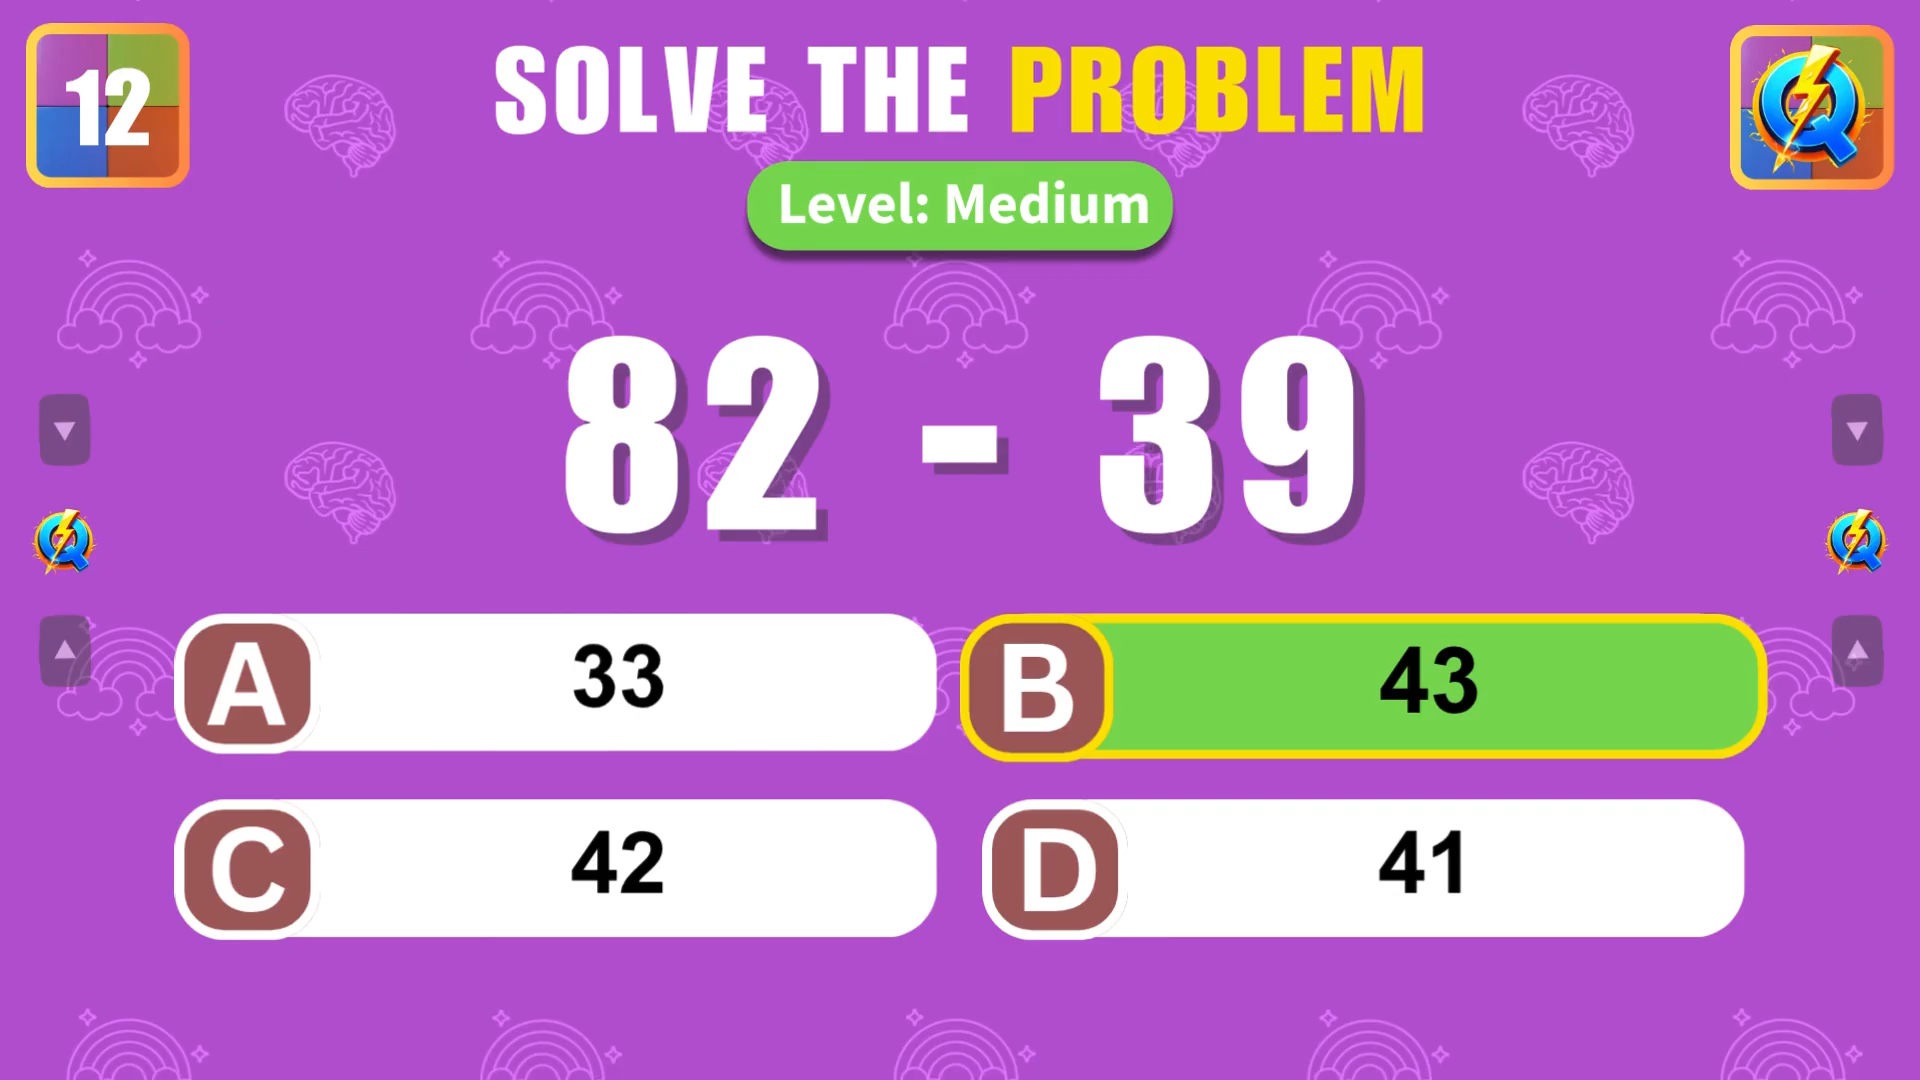 12
SOLVE THE PROBLEM
Level: Medium
82 - 39
A 33
B 43
C 42
D 41